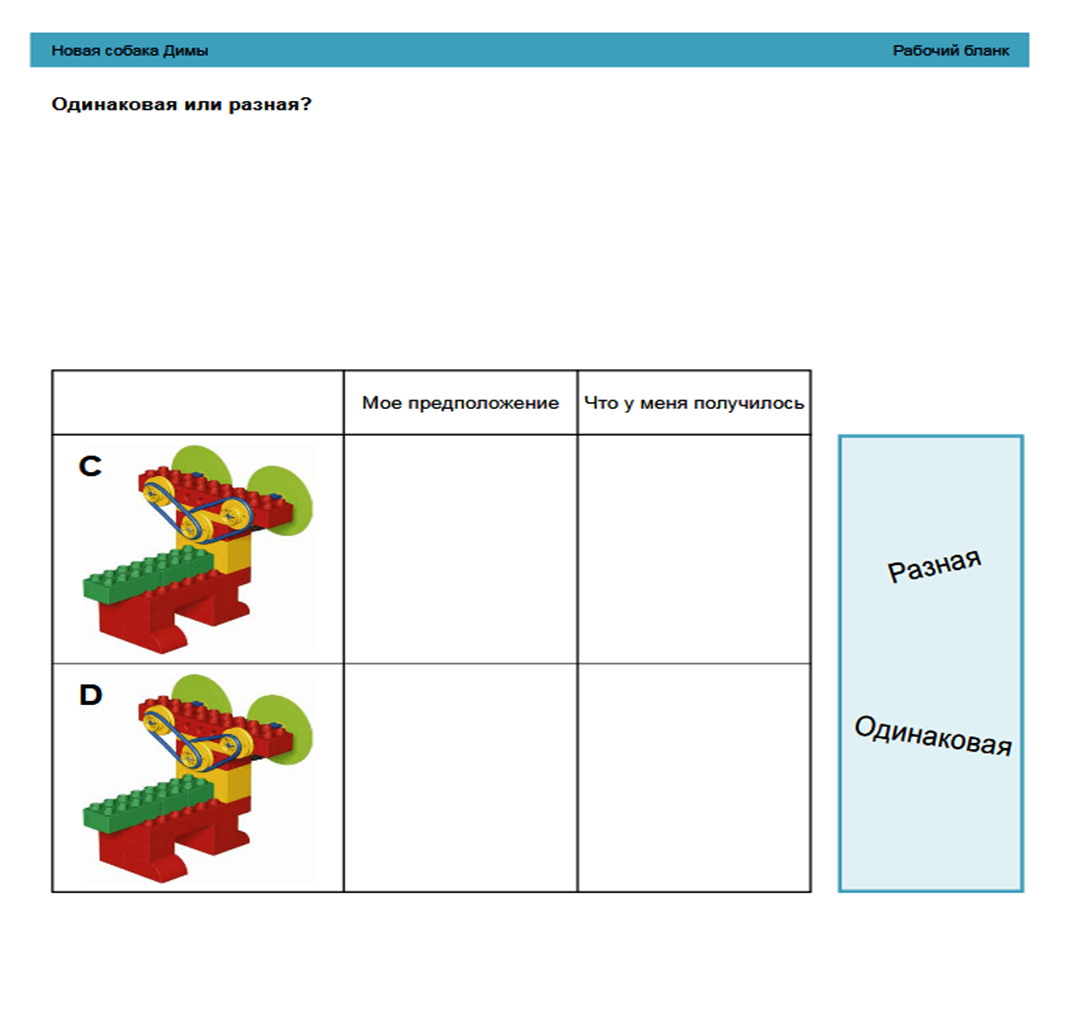 Новая собака Димы Рабочий бланк
Одинаковая или разная?
Мое предположение Что у меня получилось
C
D
Разная
Одинаковая